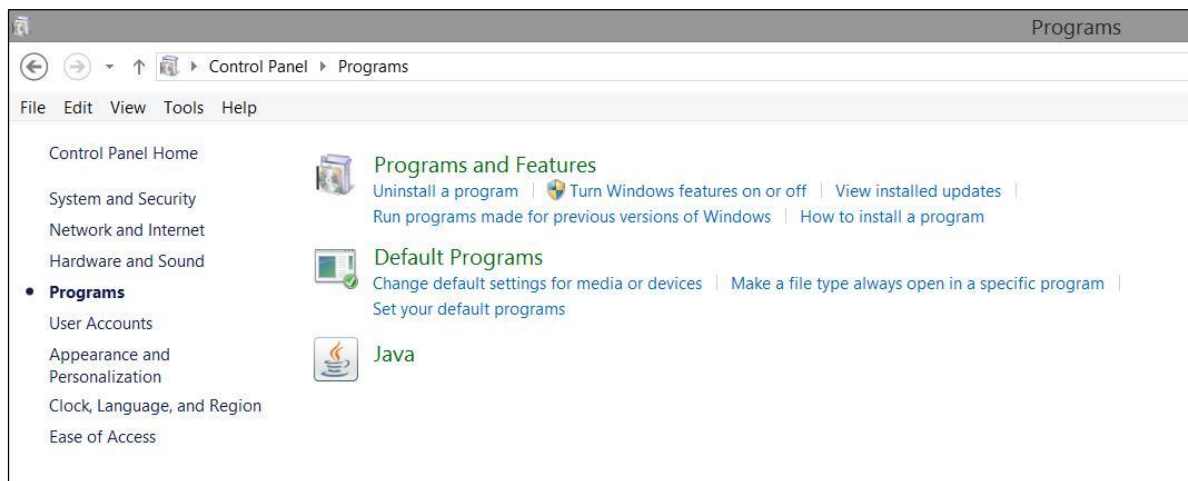 Programs
Control Panel Programs
File Edit View Tools Help
Control Panel Home
System and Security
Network and Internet
Hardware and Sound
Programs
User Accounts
Appearance and
Personalization
Clock, Language, and Region
Ease of Access
Programs and Features
Uninstall a program Turn Windows features on or off View installed updates
Run programs made for previous versions of Windows How to install a program
Default Programs
Change default settings for media or devices Make a file type always open in a specific program
Set your default programs
Java